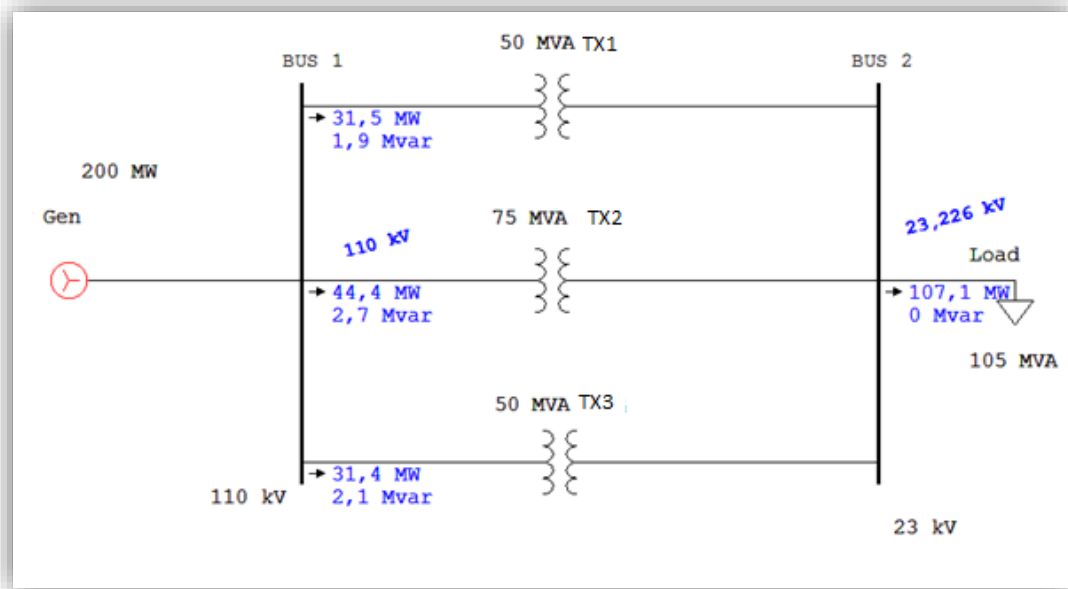 50 MVA TX1
BUS 1
BUS 2
31,5 MW
1,9 Mvar
200 MW
Gen
75 MVA TX2
110 kV
23,226 kV
Load
44,4 MW
2,7 Mvar
107,1 MW
0 Mvar
105 MVA
50 MVA TX3
31,4 MW
2,1 Mvar
110 kV
23 kV